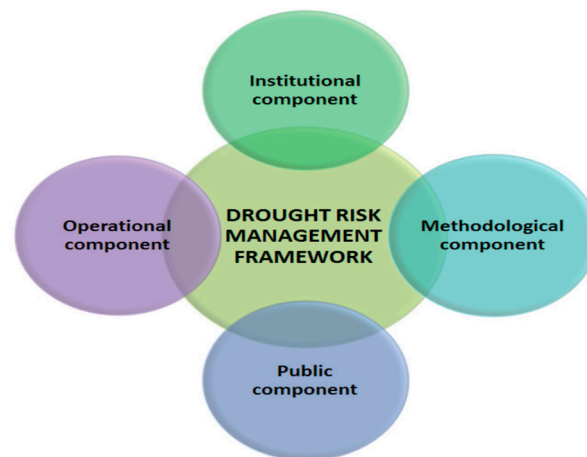 Institutional
component
Operational
component
DROUGHT RISK
MANAGEMENT
FRAMEWORK
Methodological
component
Public
component